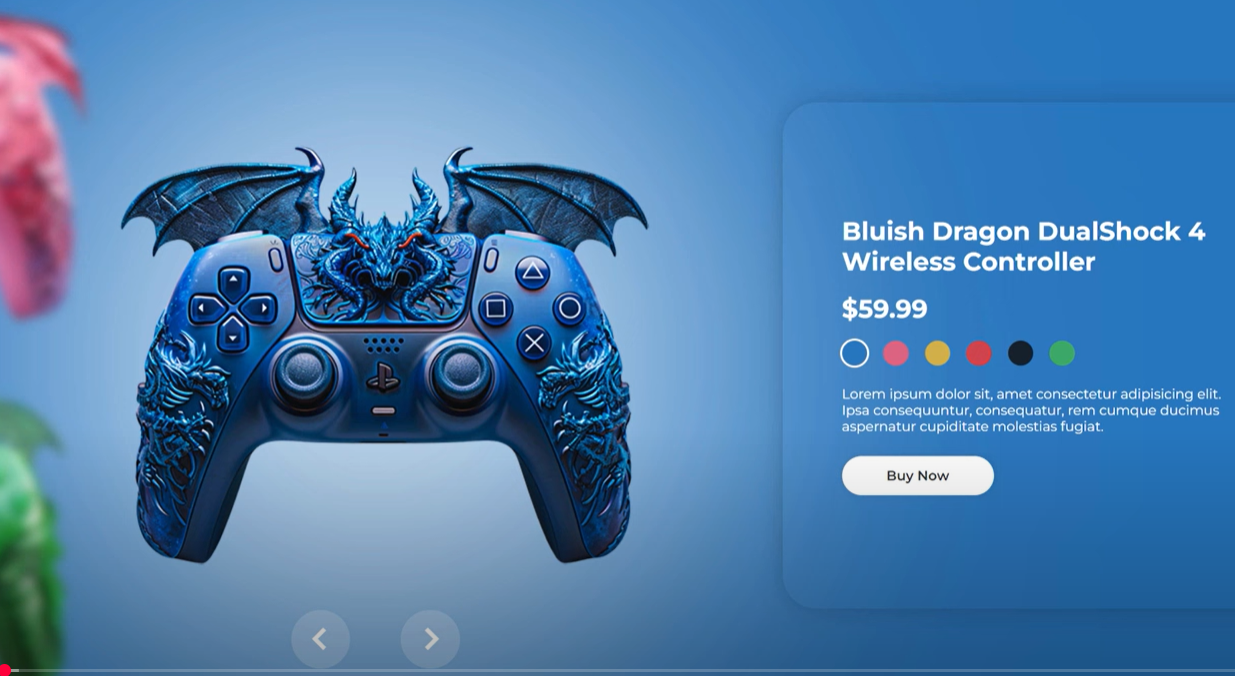 Bluish Dragon DualShock 4
Wireless Controller
$59.99
Lorem ipsum dolor sit, amet consectetur adipisicing elit.
Ipsa consequuntur, consequatur, rem cumque ducimus
aspernatur cupiditate molestias fugiat.
Buy Now